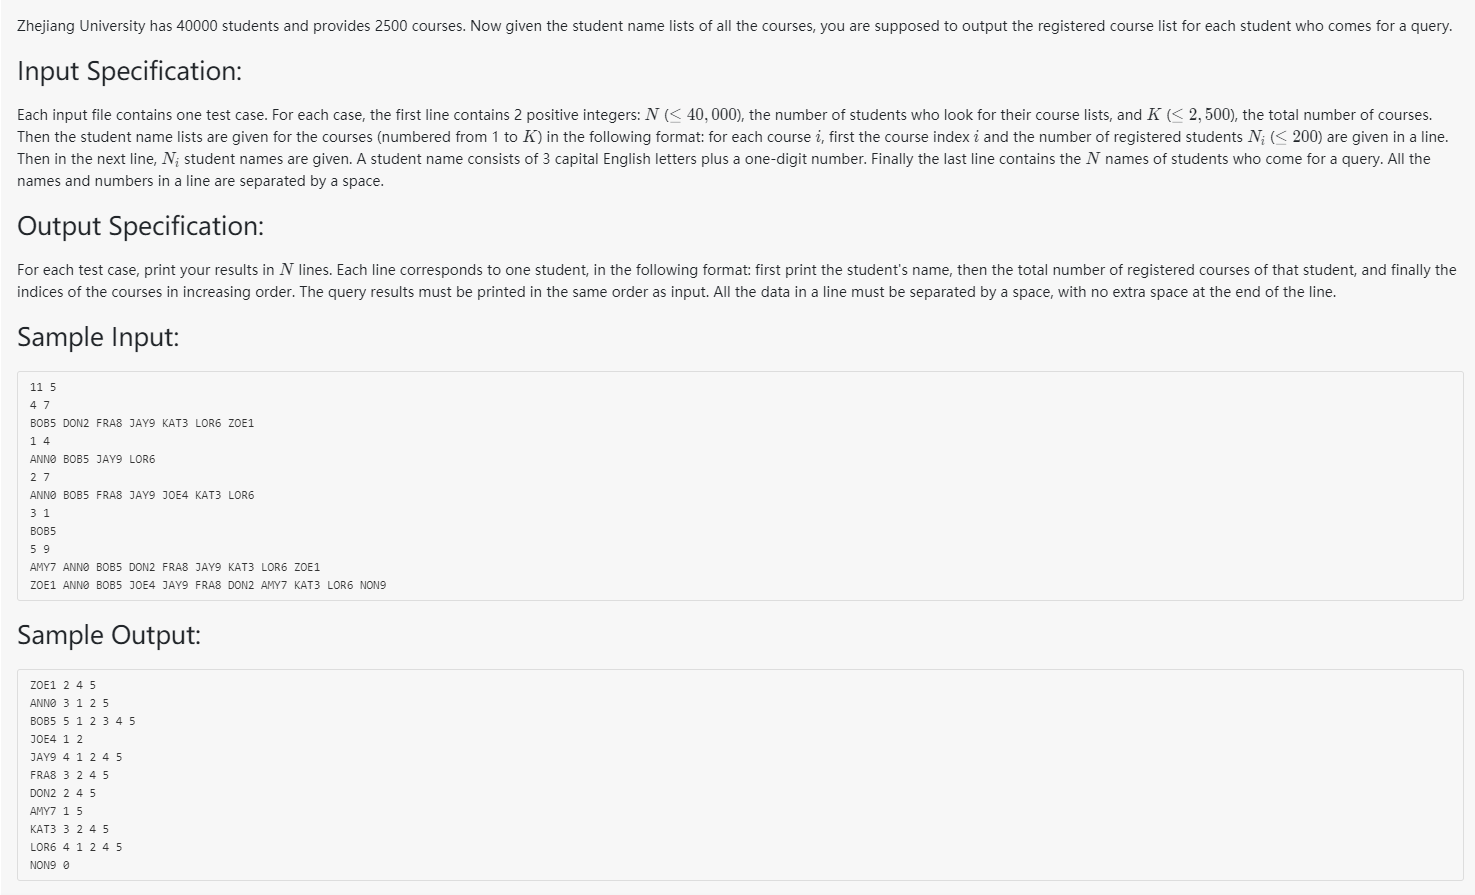 Zhejiang University has 40000 students and provides 2500 courses. Now given the student name lists of all the courses, you are supposed to output the registered course list for each student who comes for a query.
Input Specification:
Each input file contains one test case. For each case, the first line contains 2 positive integers: N (≤ 40,000), the number of students who look for their course lists, and K (≤ 2,500), the total number of courses.
Then the student name lists are given for the courses (numbered from 1 to K) in the following format: for each course i, first the course index i and the number of registered students Nᵢ (≤ 200) are given in a line.
Then in the next line, Nᵢ student names are given. A student name consists of 3 capital English letters plus a one-digit number. Finally the last line contains the N names of students who come for a query. All the
names and numbers in a line are separated by a space.
Output Specification:
For each test case, print your results in N lines. Each line corresponds to one student, in the following format: first print the student's name, then the total number of registered courses of that student, and finally the
indices of the courses in increasing order. The query results must be printed in the same order as input. All the data in a line must be separated by a space, with no extra space at the end of the line.
Sample Input:
11 5
4 7
BOB5 DON2 FRA8 JAY9 KAT3 LOR6 ZOE1
1 4
ANN0 BOB5 JAY9 LOR6
2 7
ANN0 BOB5 FRA8 JAY9 JOE4 KAT3 LOR6
3 1
BOB5
5 9
AMY7 ANN0 BOB5 DON2 FRA8 JAY9 KAT3 LOR6 ZOE1
ZOE1 ANN0 BOB5 JOE4 JAY9 FRA8 DON2 AMY7 KAT3 LOR6 NON9
Sample Output:
ZOE1 2 4 5
ANN0 3 1 2 5
BOB5 5 1 2 3 4 5
JOE4 1 2
JAY9 4 1 2 4 5
FRA8 3 2 4 5
DON2 2 4 5
AMY7 1 5
KAT3 3 2 4 5
LOR6 4 1 2 4 5
NON9 0